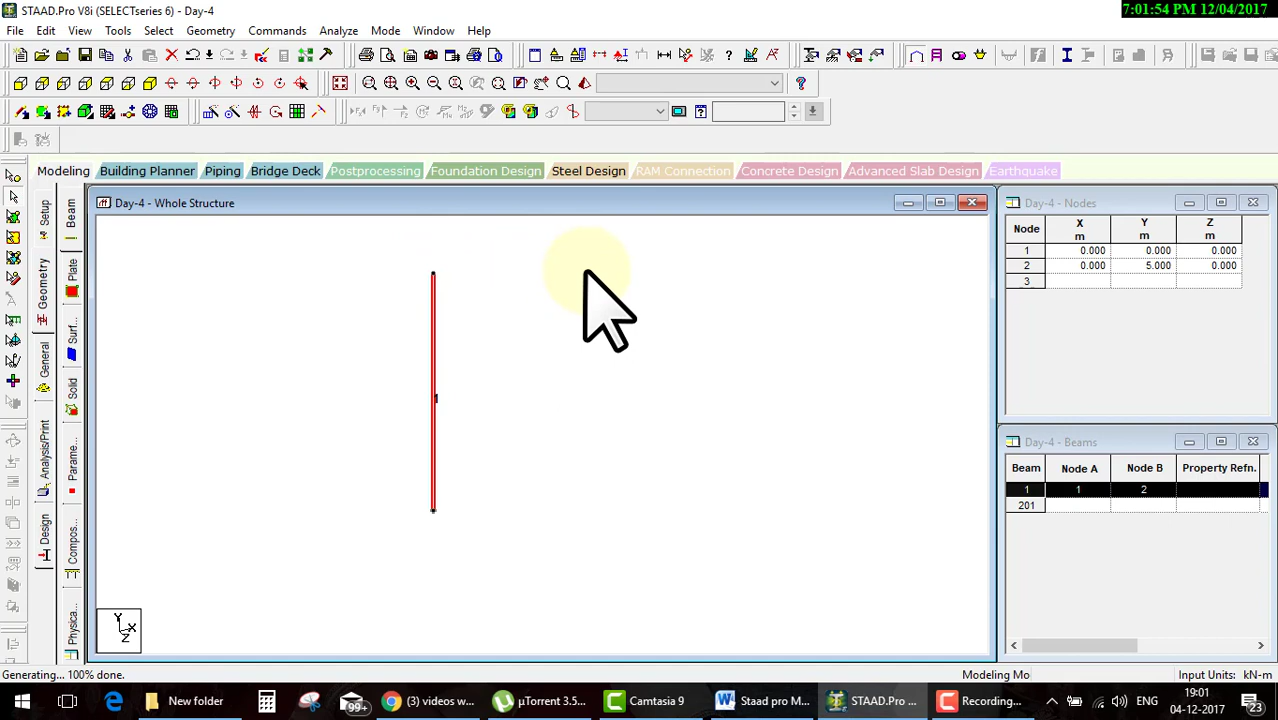 STAAD.Pro V8i (SELECTseries 6) - Day-4
7:01:54 PM 12/04/2017
File Edit View Tools Select Geometry Commands Analyze Mode Window Help
Modeling Building Planner Piping Bridge Deck Postprocessing Foundation Design Steel Design RAM Connection Concrete Design Advanced Slab Design Earthquake
Setup
Geometry
General
Analysis/Print
Design
Beam
Plate
Surf...
Solid
Parame...
Compos...
Physica...
Day-4 - Whole Structure
1
Y
X
Z
Day-4 - Nodes
Node X m Y m Z m
1 0.000 0.000 0.000
2 0.000 5.000 0.000
3
Day-4 - Beams
Beam Node A Node B Property Refn.
1 1 2
201
Generating... 100% done.
Modeling Mo
Input Units: kN-m
New folder
99+
(3) videos w...
µTorrent 3.5...
Camtasia 9
Staad pro M...
STAAD.Pro ...
Recording...
ENG
19:01
04-12-2017
23